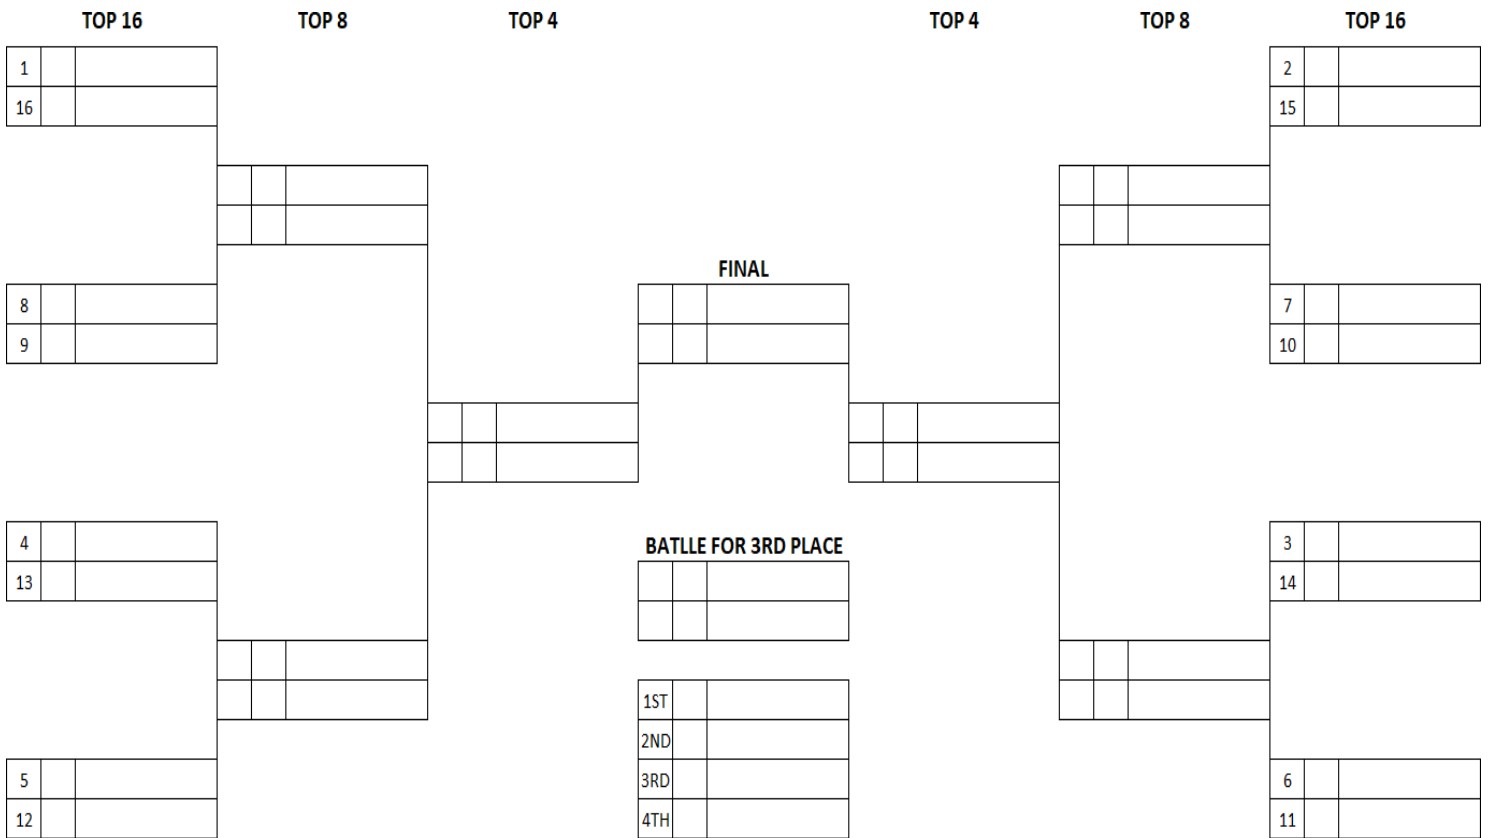 TOP 16 TOP 8 TOP 4 TOP 4 TOP 8 TOP 16
1 2
16 15
FINAL
8 7
9 10
4 3
BATLLE FOR 3RD PLACE
13 14
1ST
2ND
5 3RD 6
12 4TH 11